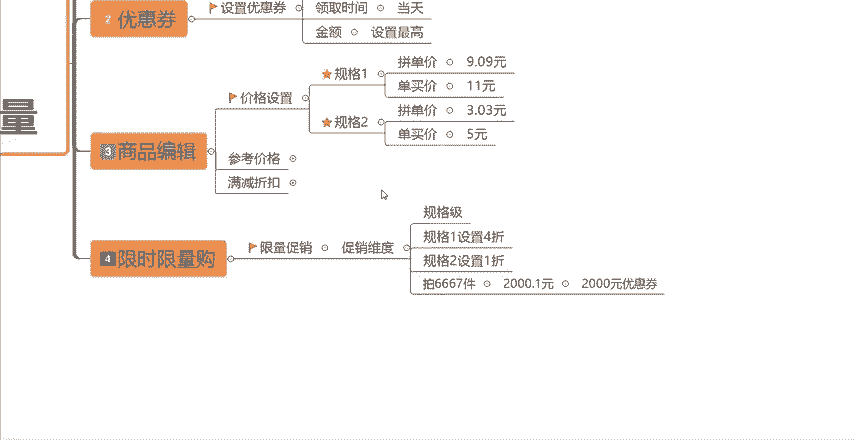 2 优惠券
设置优惠券
领取时间 当天
金额 设置最高
量
3 商品编辑
价格设置
规格1
拼单价 9.09元
单买价 11元
规格2
拼单价 3.03元
单买价 5元
参考价格
满减折扣
4 限时限量购
限量促销 促销维度
规格级
规格1设置4折
规格2设置1折
拍6667件 2000.1元 2000元优惠券